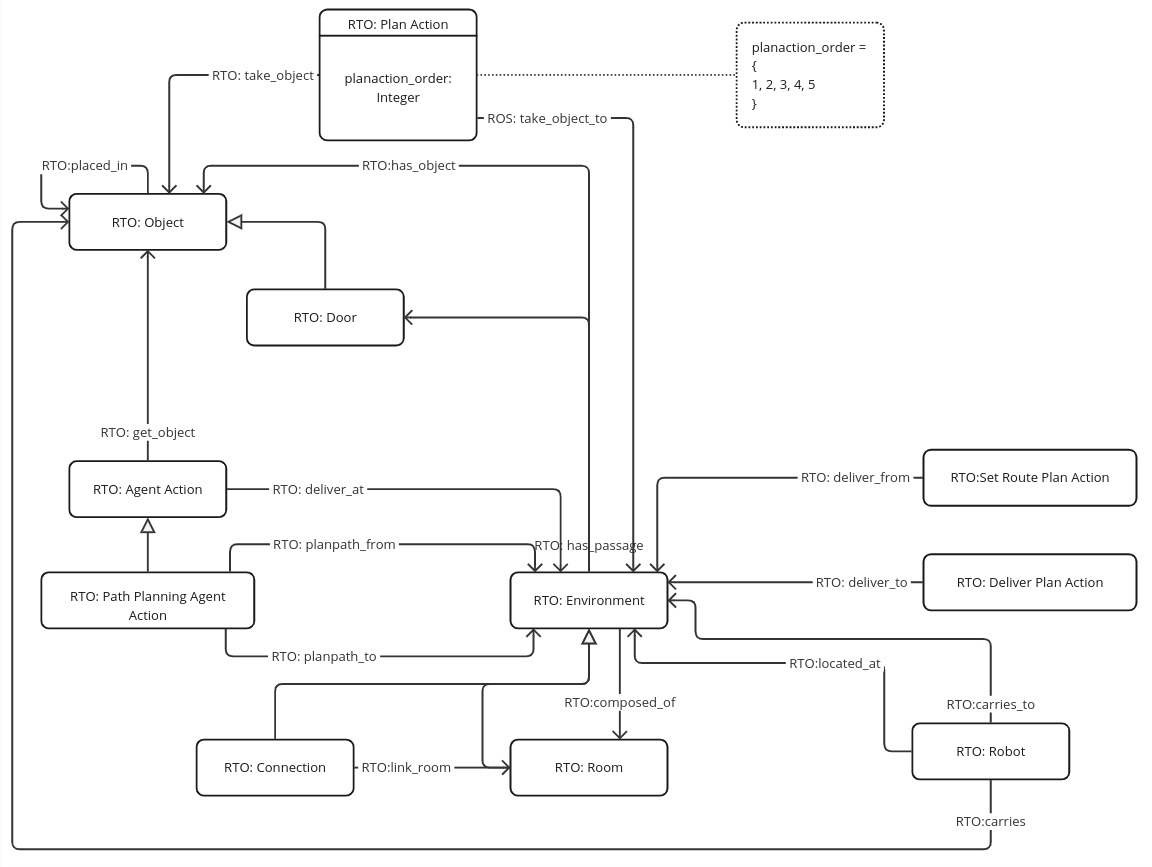 RTO: Plan Action
planaction_order:
Integer
planaction_order =
{
1, 2, 3, 4, 5
}
RTO: take_object
ROS: take_object_to
RTO:placed_in
RTO:has_object
RTO: Object
RTO: Door
RTO: get_object
RTO: Agent Action
RTO: deliver_at
RTO: deliver_from
RTO:Set Route Plan Action
RTO: planpath_from
RTO: has_passage
RTO: Path Planning Agent
Action
RTO: Environment
RTO: deliver_to
RTO: Deliver Plan Action
RTO: planpath_to
RTO:located_at
RTO:composed_of
RTO:carries_to
RTO: Connection
RTO:link_room
RTO: Room
RTO: Robot
RTO:carries